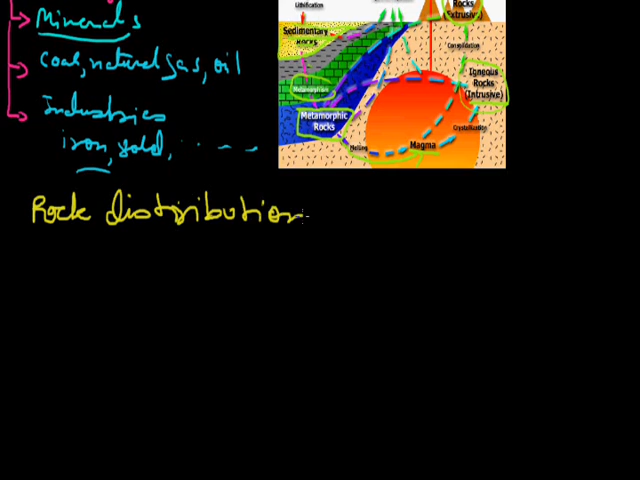 Minerals
Coal, natural gas, oil
Industries
iron, gold, ....
Rock distribution
Lithification
Sedimentary
Rocks
Metamorphism
Metamorphic
Rocks
Melting
Magma
Rocks
(Extrusive)
Consolidation
Igneous
Rocks
(Intrusive)
Crystallization